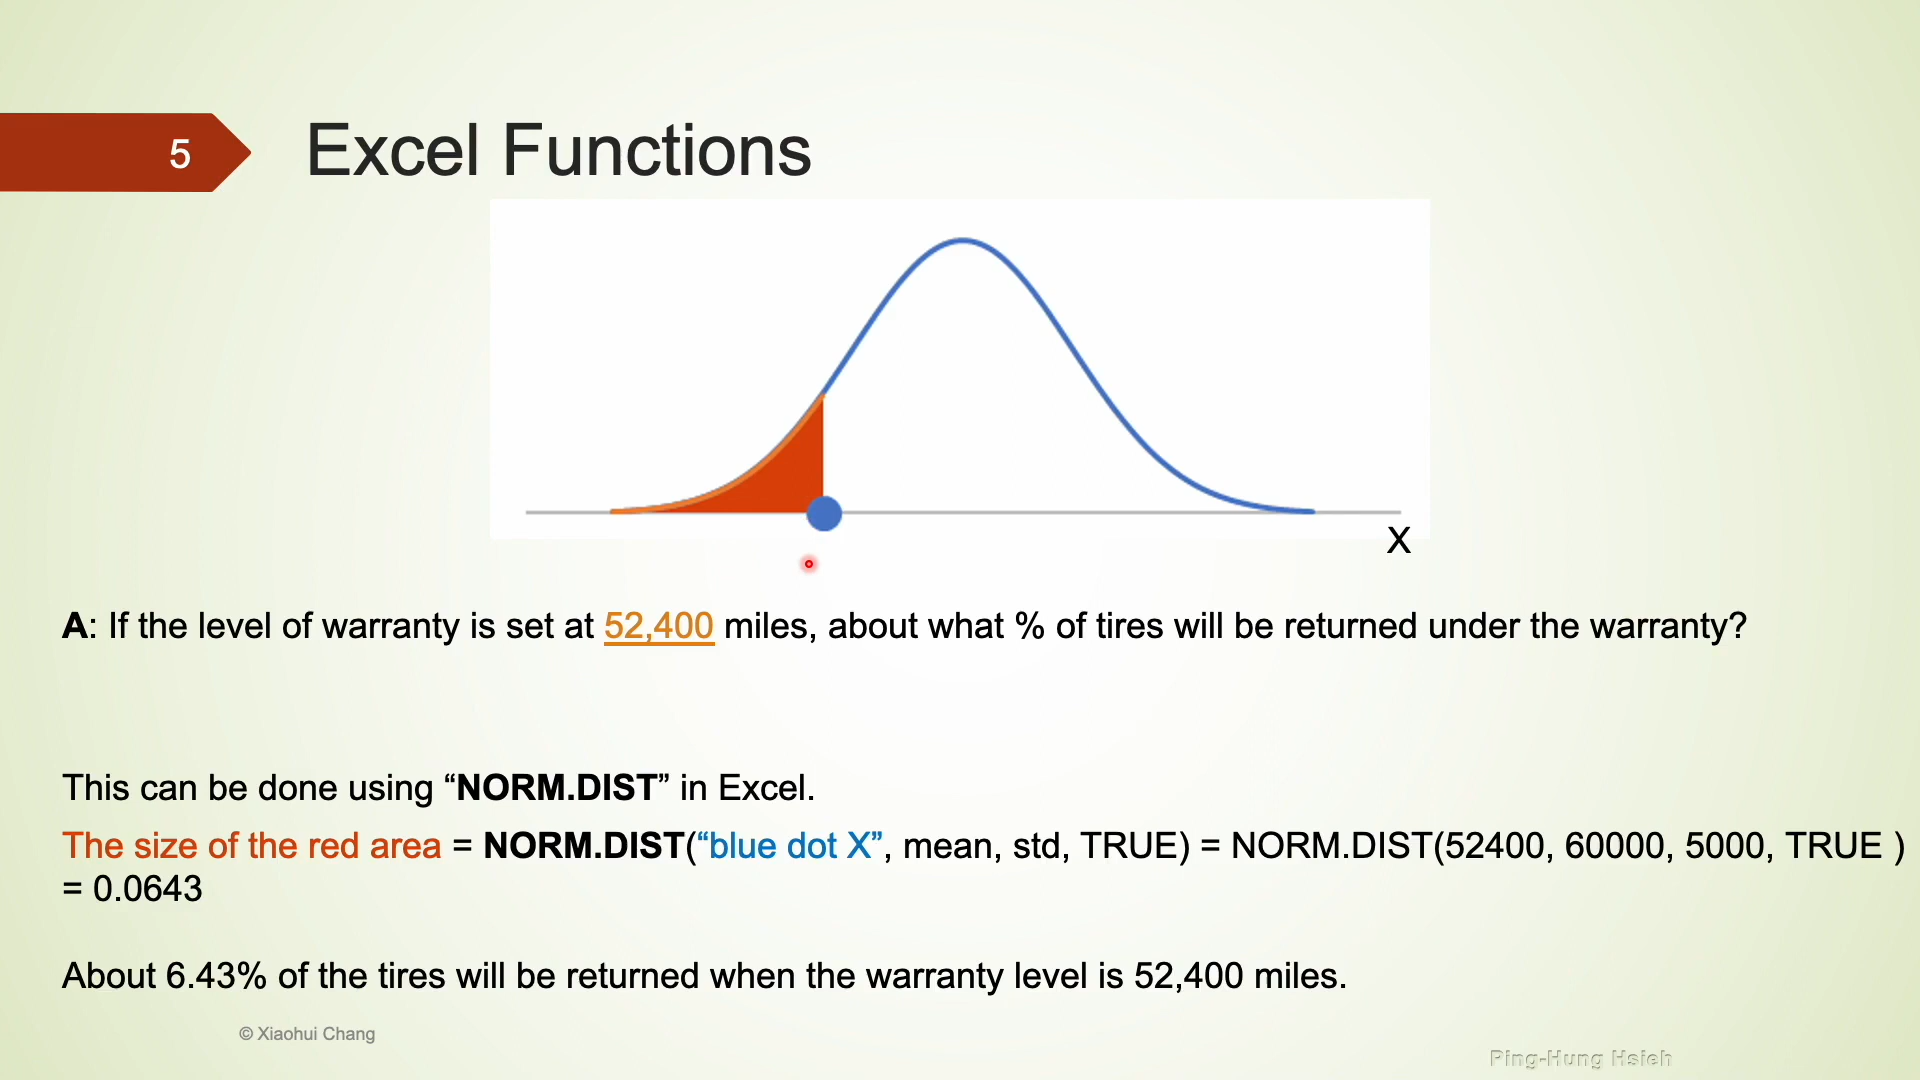 5
Excel Functions
X
A: If the level of warranty is set at 52,400 miles, about what % of tires will be returned under the warranty?
This can be done using “NORM.DIST” in Excel.
The size of the red area = NORM.DIST(“blue dot X”, mean, std, TRUE) = NORM.DIST(52400, 60000, 5000, TRUE )
= 0.0643
About 6.43% of the tires will be returned when the warranty level is 52,400 miles.
© Xiaohui Chang
Ping-Hung Hsieh